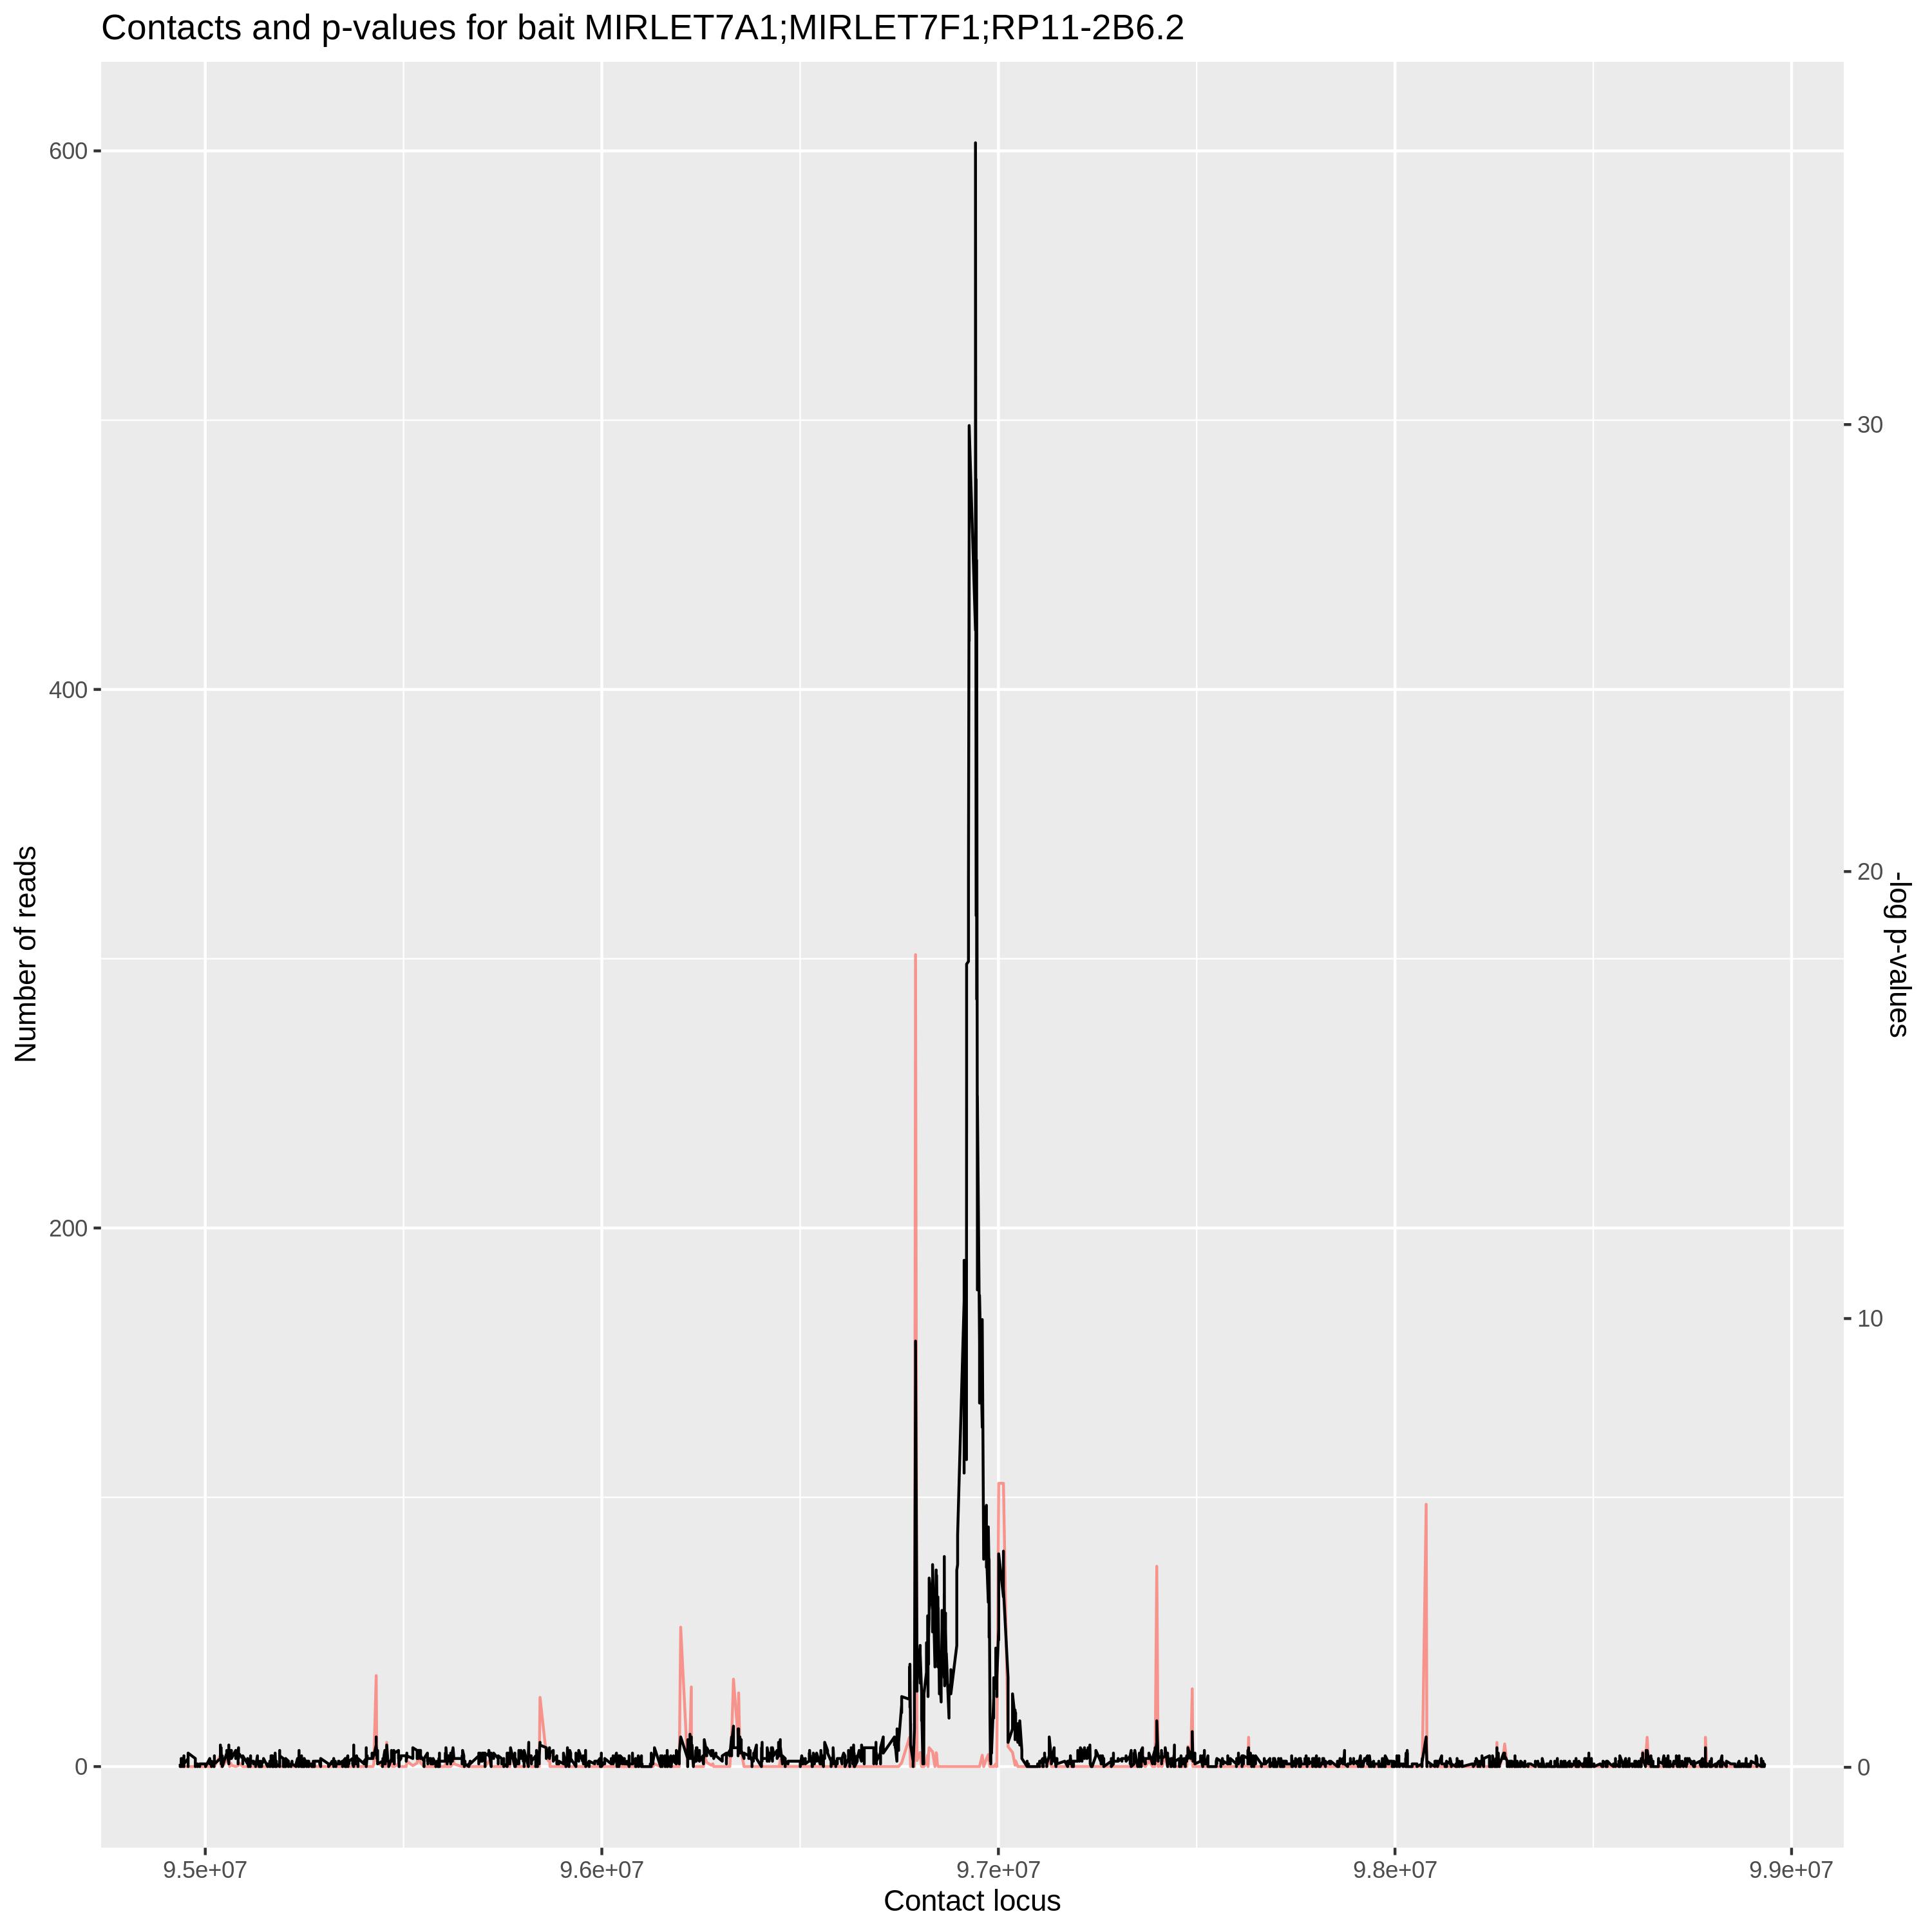 Contacts and p-values for bait MIRLET7A1;MIRLET7F1;RP11-2B6.2
600
400
200
0
Number of reads
30
20
10
0
-log p-values
9.5e+07
9.6e+07
9.7e+07
9.8e+07
9.9e+07
Contact locus